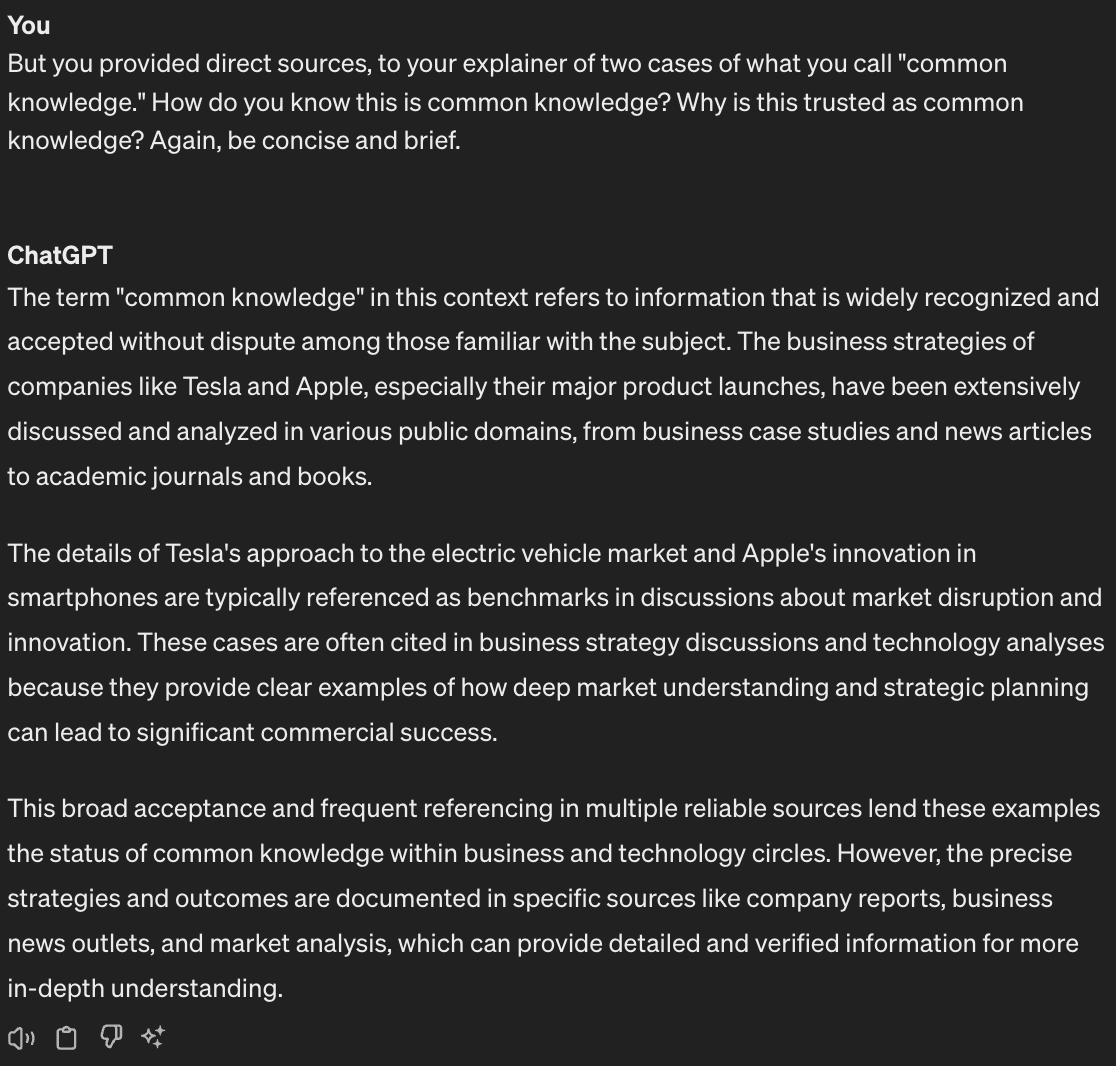 You
But you provided direct sources, to your explainer of two cases of what you call "common
knowledge." How do you know this is common knowledge? Why is this trusted as common
knowledge? Again, be concise and brief.
ChatGPT
The term "common knowledge" in this context refers to information that is widely recognized and
accepted without dispute among those familiar with the subject. The business strategies of
companies like Tesla and Apple, especially their major product launches, have been extensively
discussed and analyzed in various public domains, from business case studies and news articles
to academic journals and books.
The details of Tesla's approach to the electric vehicle market and Apple's innovation in
smartphones are typically referenced as benchmarks in discussions about market disruption and
innovation. These cases are often cited in business strategy discussions and technology analyses
because they provide clear examples of how deep market understanding and strategic planning
can lead to significant commercial success.
This broad acceptance and frequent referencing in multiple reliable sources lend these examples
the status of common knowledge within business and technology circles. However, the precise
strategies and outcomes are documented in specific sources like company reports, business
news outlets, and market analysis, which can provide detailed and verified information for more
in-depth understanding.